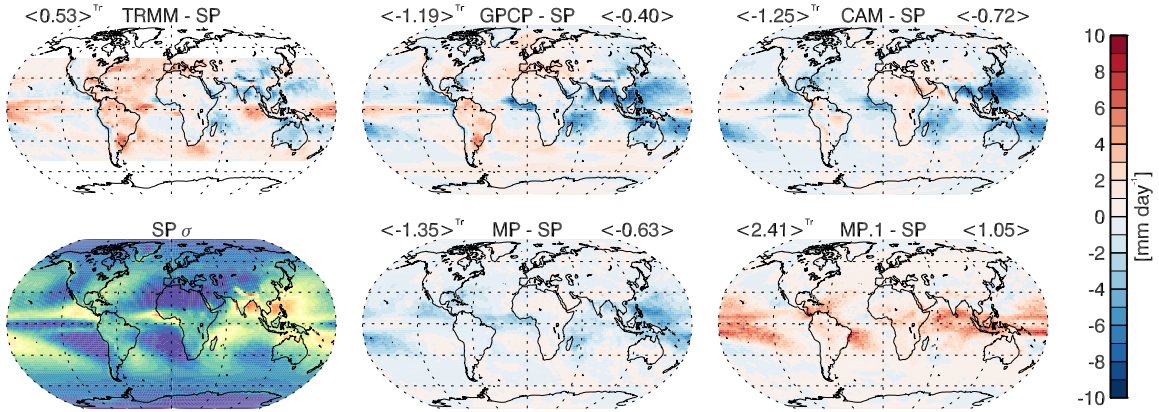 <0.53>Tr TRMM - SP
<-1.19>Tr GPCP - SP <-0.40>
<-1.25>Tr CAM - SP <-0.72>
SP σ
<-1.35>Tr MP - SP <-0.63>
<2.41>Tr MP.1 - SP <1.05>
10
8
6
4
2
0
-2
-4
-6
-8
-10
[mm day-1]